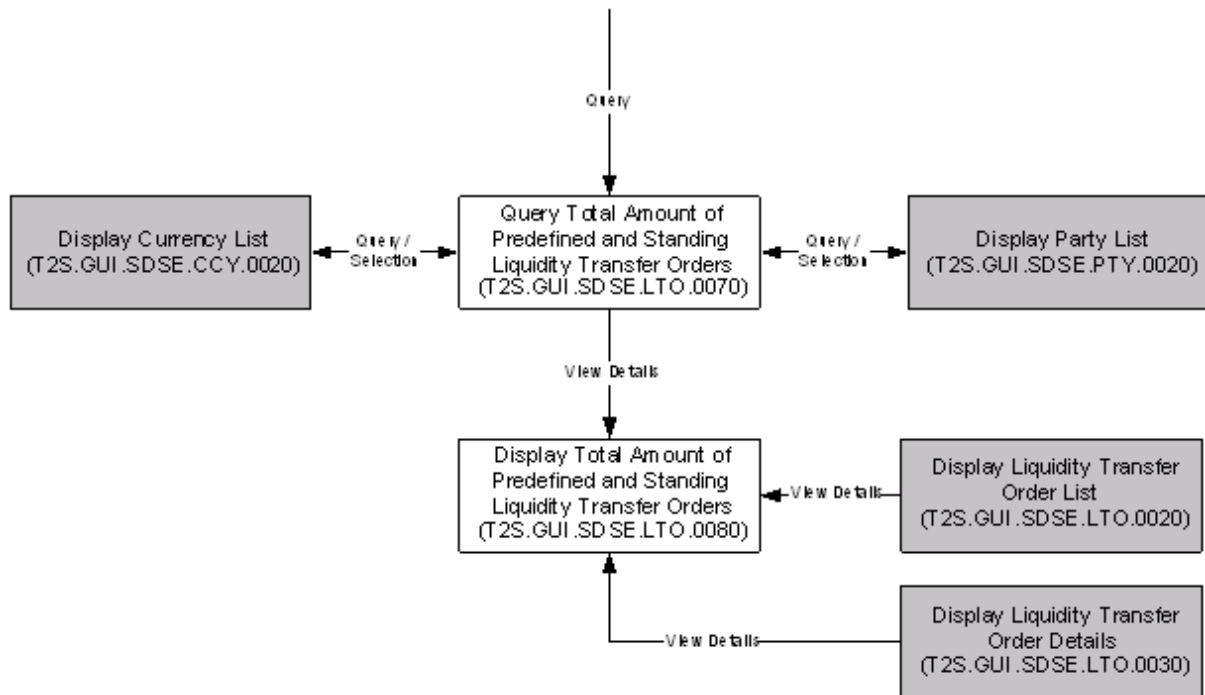 Query
Display Currency List
(T2S.GUI.SDSE.CCY.0020)
Query /
Selection
Query Total Amount of
Predefined and Standing
Liquidity Transfer Orders
(T2S.GUI.SDSE.LTO.0070)
Query /
Selection
Display Party List
(T2S.GUI.SDSE.PTY.0020)
View Details
Display Total Amount of
Predefined and Standing
Liquidity Transfer Orders
(T2S.GUI.SDSE.LTO.0080)
View Details
Display Liquidity Transfer
Order List
(T2S.GUI.SDSE.LTO.0020)
View Details
Display Liquidity Transfer
Order Details
(T2S.GUI.SDSE.LTO.0030)